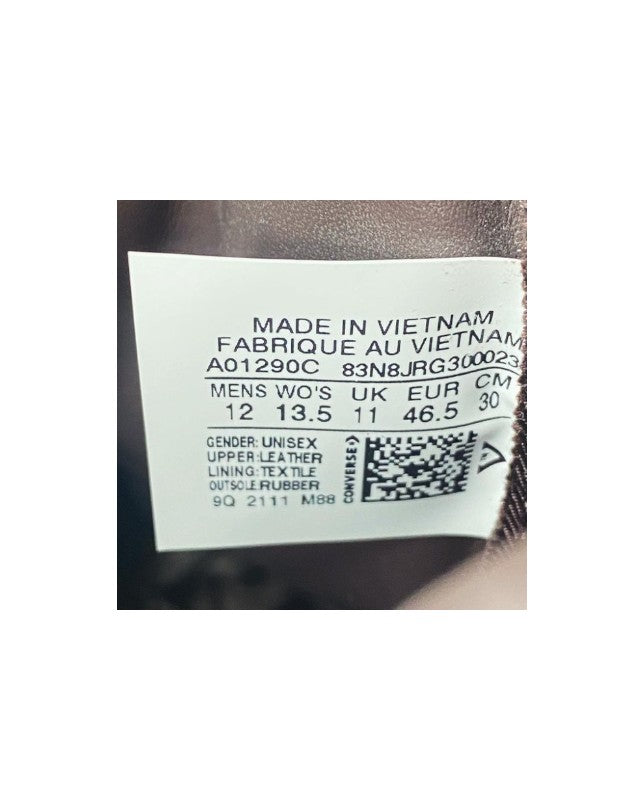 MADE IN VIETNAM
FABRIQUE AU VIETNAM
A01290C 83N8JRG300023
MENS WO'S UK EUR CM
12 13.5 11 46.5 30
GENDER: UNISEX
UPPER: LEATHER
LINING: TEXTILE
OUTSOLE: RUBBER
9Q 2111 M88
CONVERSE